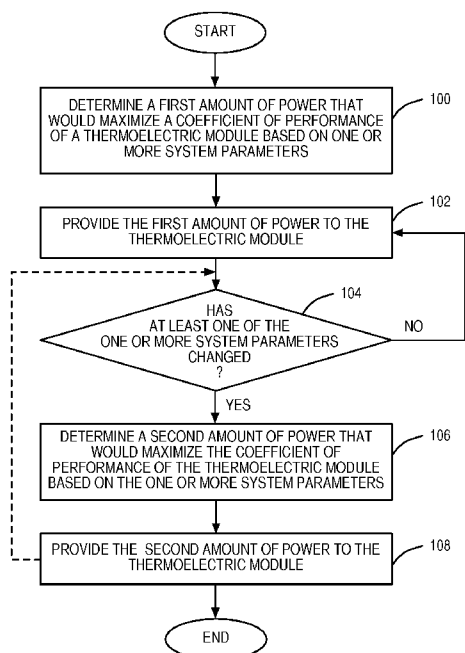 START
DETERMINE A FIRST AMOUNT OF POWER THAT
WOULD MAXIMIZE A COEFFICIENT OF PERFORMANCE
OF A THERMOELECTRIC MODULE BASED ON ONE OR
MORE SYSTEM PARAMETERS
100
PROVIDE THE FIRST AMOUNT OF POWER TO THE
THERMOELECTRIC MODULE
102
HAS
AT LEAST ONE OF THE
ONE OR MORE SYSTEM PARAMETERS
CHANGED
?
104
NO
YES
DETERMINE A SECOND AMOUNT OF POWER THAT
WOULD MAXIMIZE THE COEFFICIENT OF
PERFORMANCE OF THE THERMOELECTRIC MODULE
BASED ON THE ONE OR MORE SYSTEM PARAMETERS
106
PROVIDE THE SECOND AMOUNT OF POWER TO THE
THERMOELECTRIC MODULE
108
END